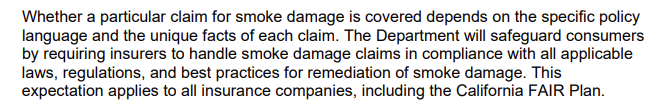 Whether a particular claim for smoke damage is covered depends on the specific policy
language and the unique facts of each claim. The Department will safeguard consumers
by requiring insurers to handle smoke damage claims in compliance with all applicable
laws, regulations, and best practices for remediation of smoke damage. This
expectation applies to all insurance companies, including the California FAIR Plan.